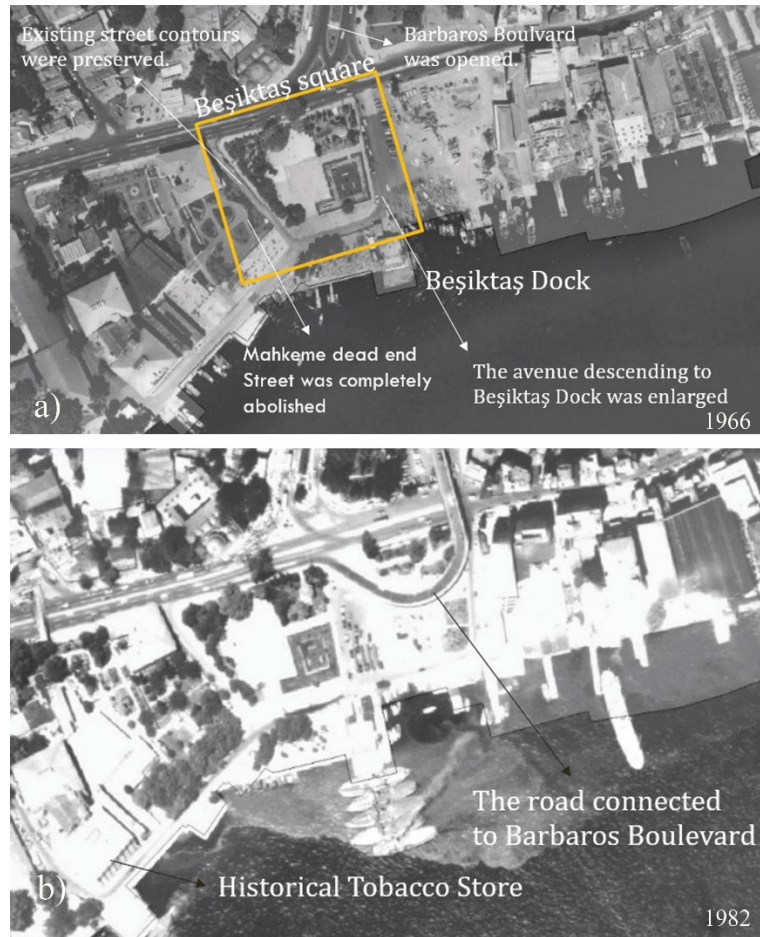 Existing street contours
were preserved.
Barbaros Boulvard
was opened.
Beşiktaş square
Beşiktaş Dock
Mahkeme dead end
Street was completely
abolished
The avenue descending to
Beşiktaş Dock was enlarged
a)
1966
The road connected
to Barbaros Boulevard
b)
Historical Tobacco Store
1982